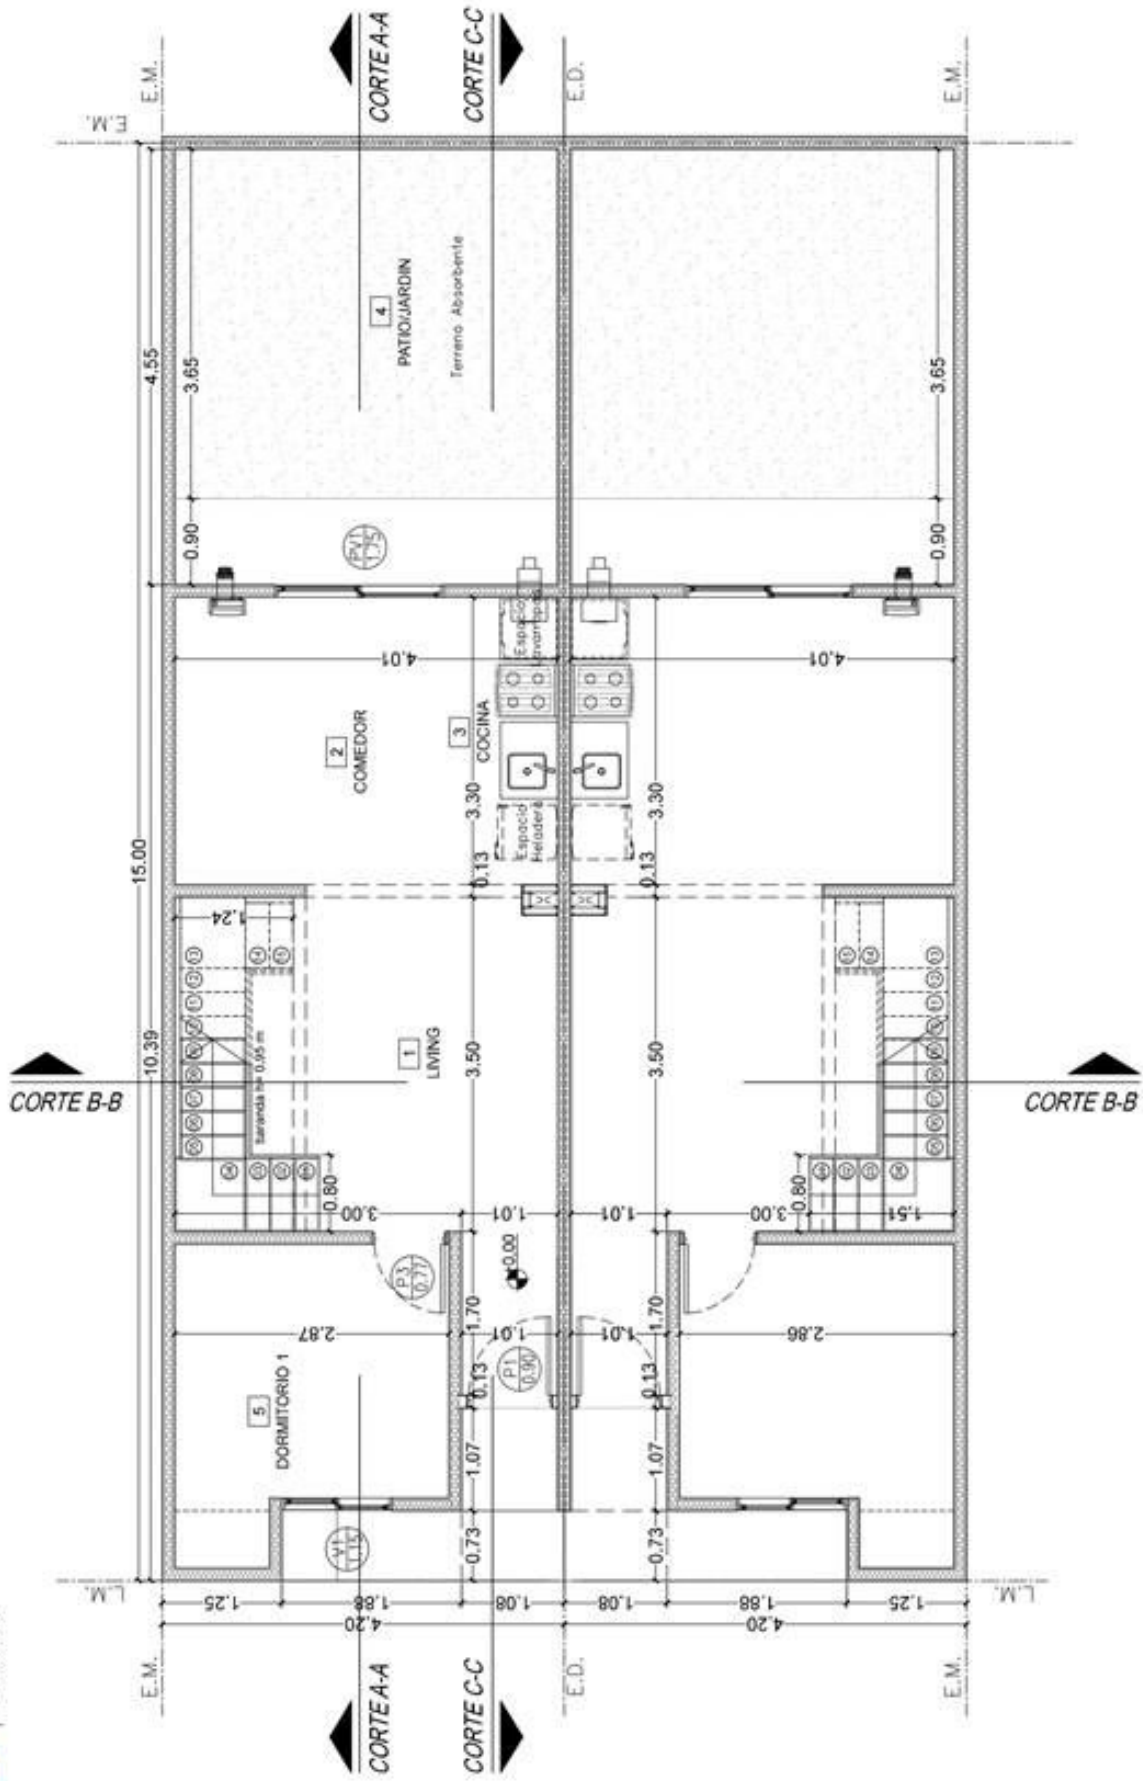 CORTE A-A
CORTE C-C
E.M.
E.M.
E.D.
E.M.
4.55
3.65
4
PATIO/JARDIN
Terreno Absorbente
3.65
0.90
PV1
1.75
0.90
4.01
4.01
2
COMEDOR
3
COCINA
Espacio
Lavarropas
Espacio
Heladera
3.30
3.30
0.13
0.13
15.00
10.39
1.24
baranda h= 0.95 m
1
LIVING
3.50
3.50
CORTE B-B
CORTE B-B
0.80
0.80
3.00
1.01
1.01
3.00
1.51
±0.00
P3
0.77
1.70
1.70
2.87
1.01
1.01
2.86
P1
0.90
0.13
0.13
5
DORMITORIO 1
1.07
1.07
V1
1.15
0.73
0.73
L.M.
L.M.
1.25
1.88
1.08
1.08
1.88
1.25
4.20
4.20
E.M.
E.D.
E.M.
CORTE A-A
CORTE C-C